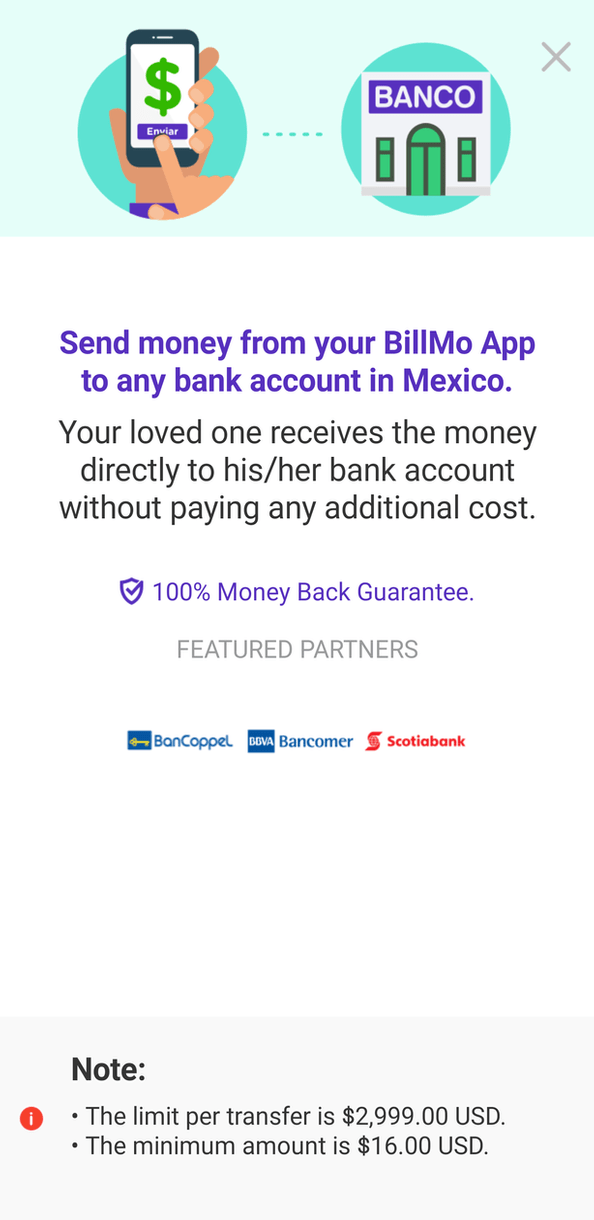 $
Enviar
BANCO
Send money from your BillMo App
to any bank account in Mexico.
Your loved one receives the money
directly to his/her bank account
without paying any additional cost.
100% Money Back Guarantee.
FEATURED PARTNERS
BanCoppel BBVA Bancomer Scotiabank
Note:
• The limit per transfer is $2,999.00 USD.
• The minimum amount is $16.00 USD.